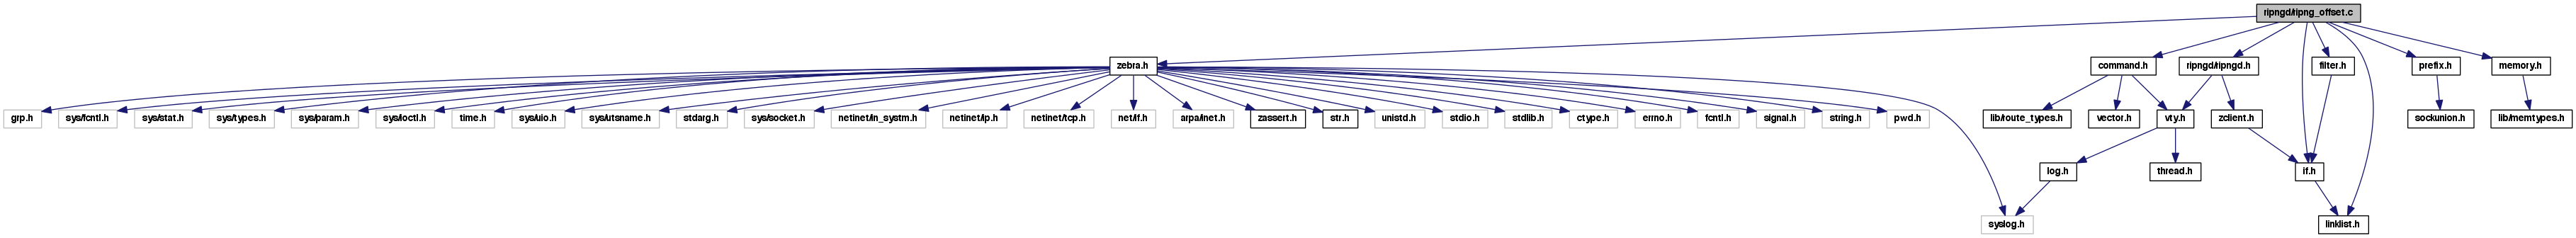 ripngd/ripng_offset.c
zebra.h
command.h
ripngd/ripngd.h
filter.h
prefix.h
memory.h
grp.h
sys/fcntl.h
sys/stat.h
sys/types.h
sys/param.h
sys/ioctl.h
time.h
sys/uio.h
sys/utsname.h
stdarg.h
sys/socket.h
netinet/in_systm.h
netinet/ip.h
netinet/tcp.h
net/if.h
arpa/inet.h
zassert.h
str.h
unistd.h
stdio.h
stdlib.h
ctype.h
errno.h
fcntl.h
signal.h
string.h
pwd.h
lib/route_types.h
vector.h
vty.h
zclient.h
sockunion.h
lib/memtypes.h
log.h
thread.h
if.h
syslog.h
linklist.h